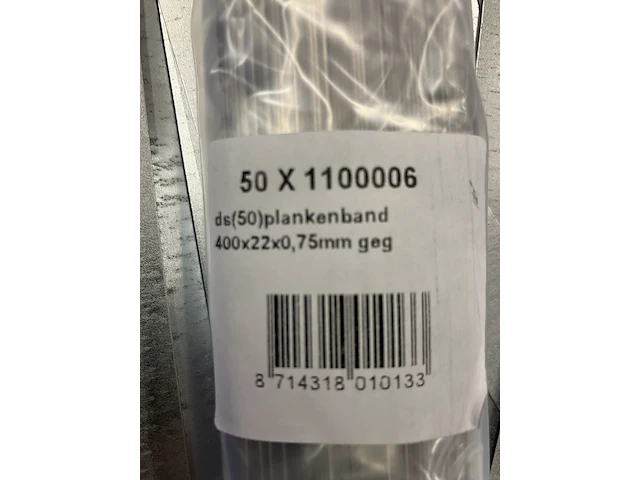 50 X 1100006
ds(50)plankenband
400x22x0,75mm geg
8 714318 010133